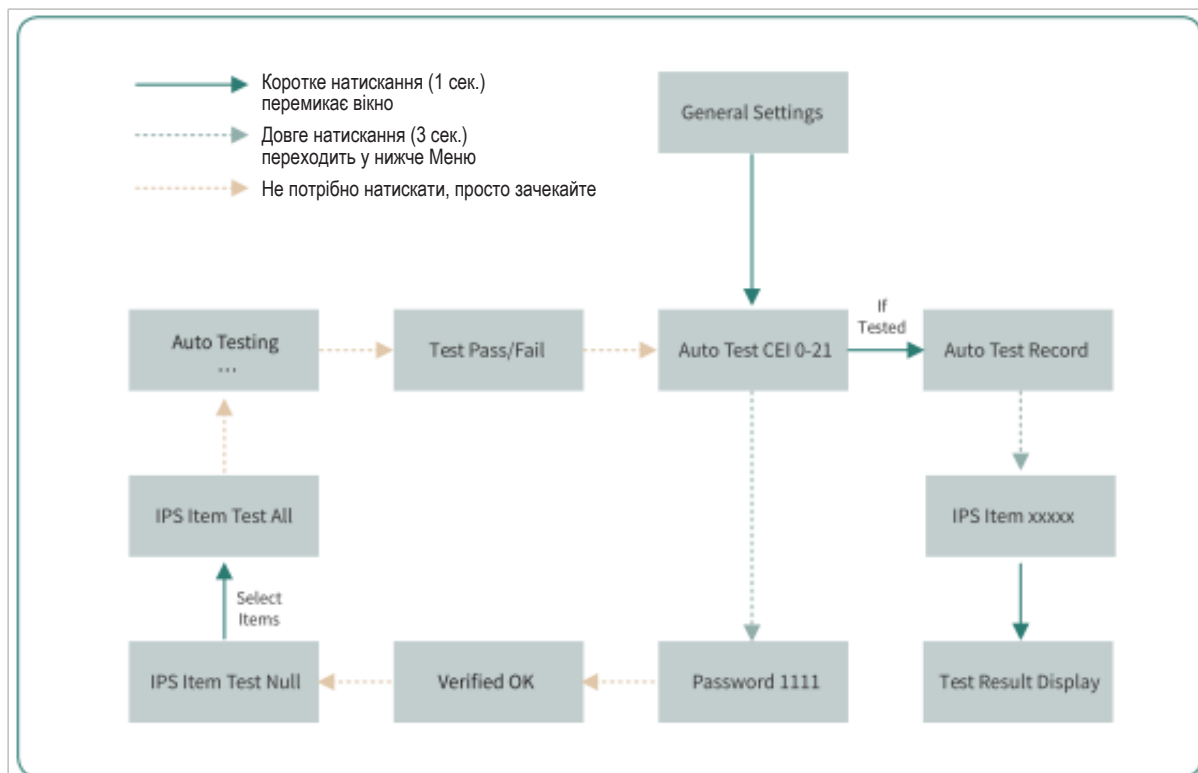 Коротке натискання (1 сек.)
перемикає вікно
Довге натискання (3 сек.)
переходить у нижче Меню
Не потрібно натискати, просто зачекайте
General Settings
If
Tested
Auto Testing
...
Test Pass/Fail
Auto Test CEI 0-21
Auto Test Record
IPS Item Test All
IPS Item xxxxx
Select
Items
IPS Item Test Null
Verified OK
Password 1111
Test Result Display